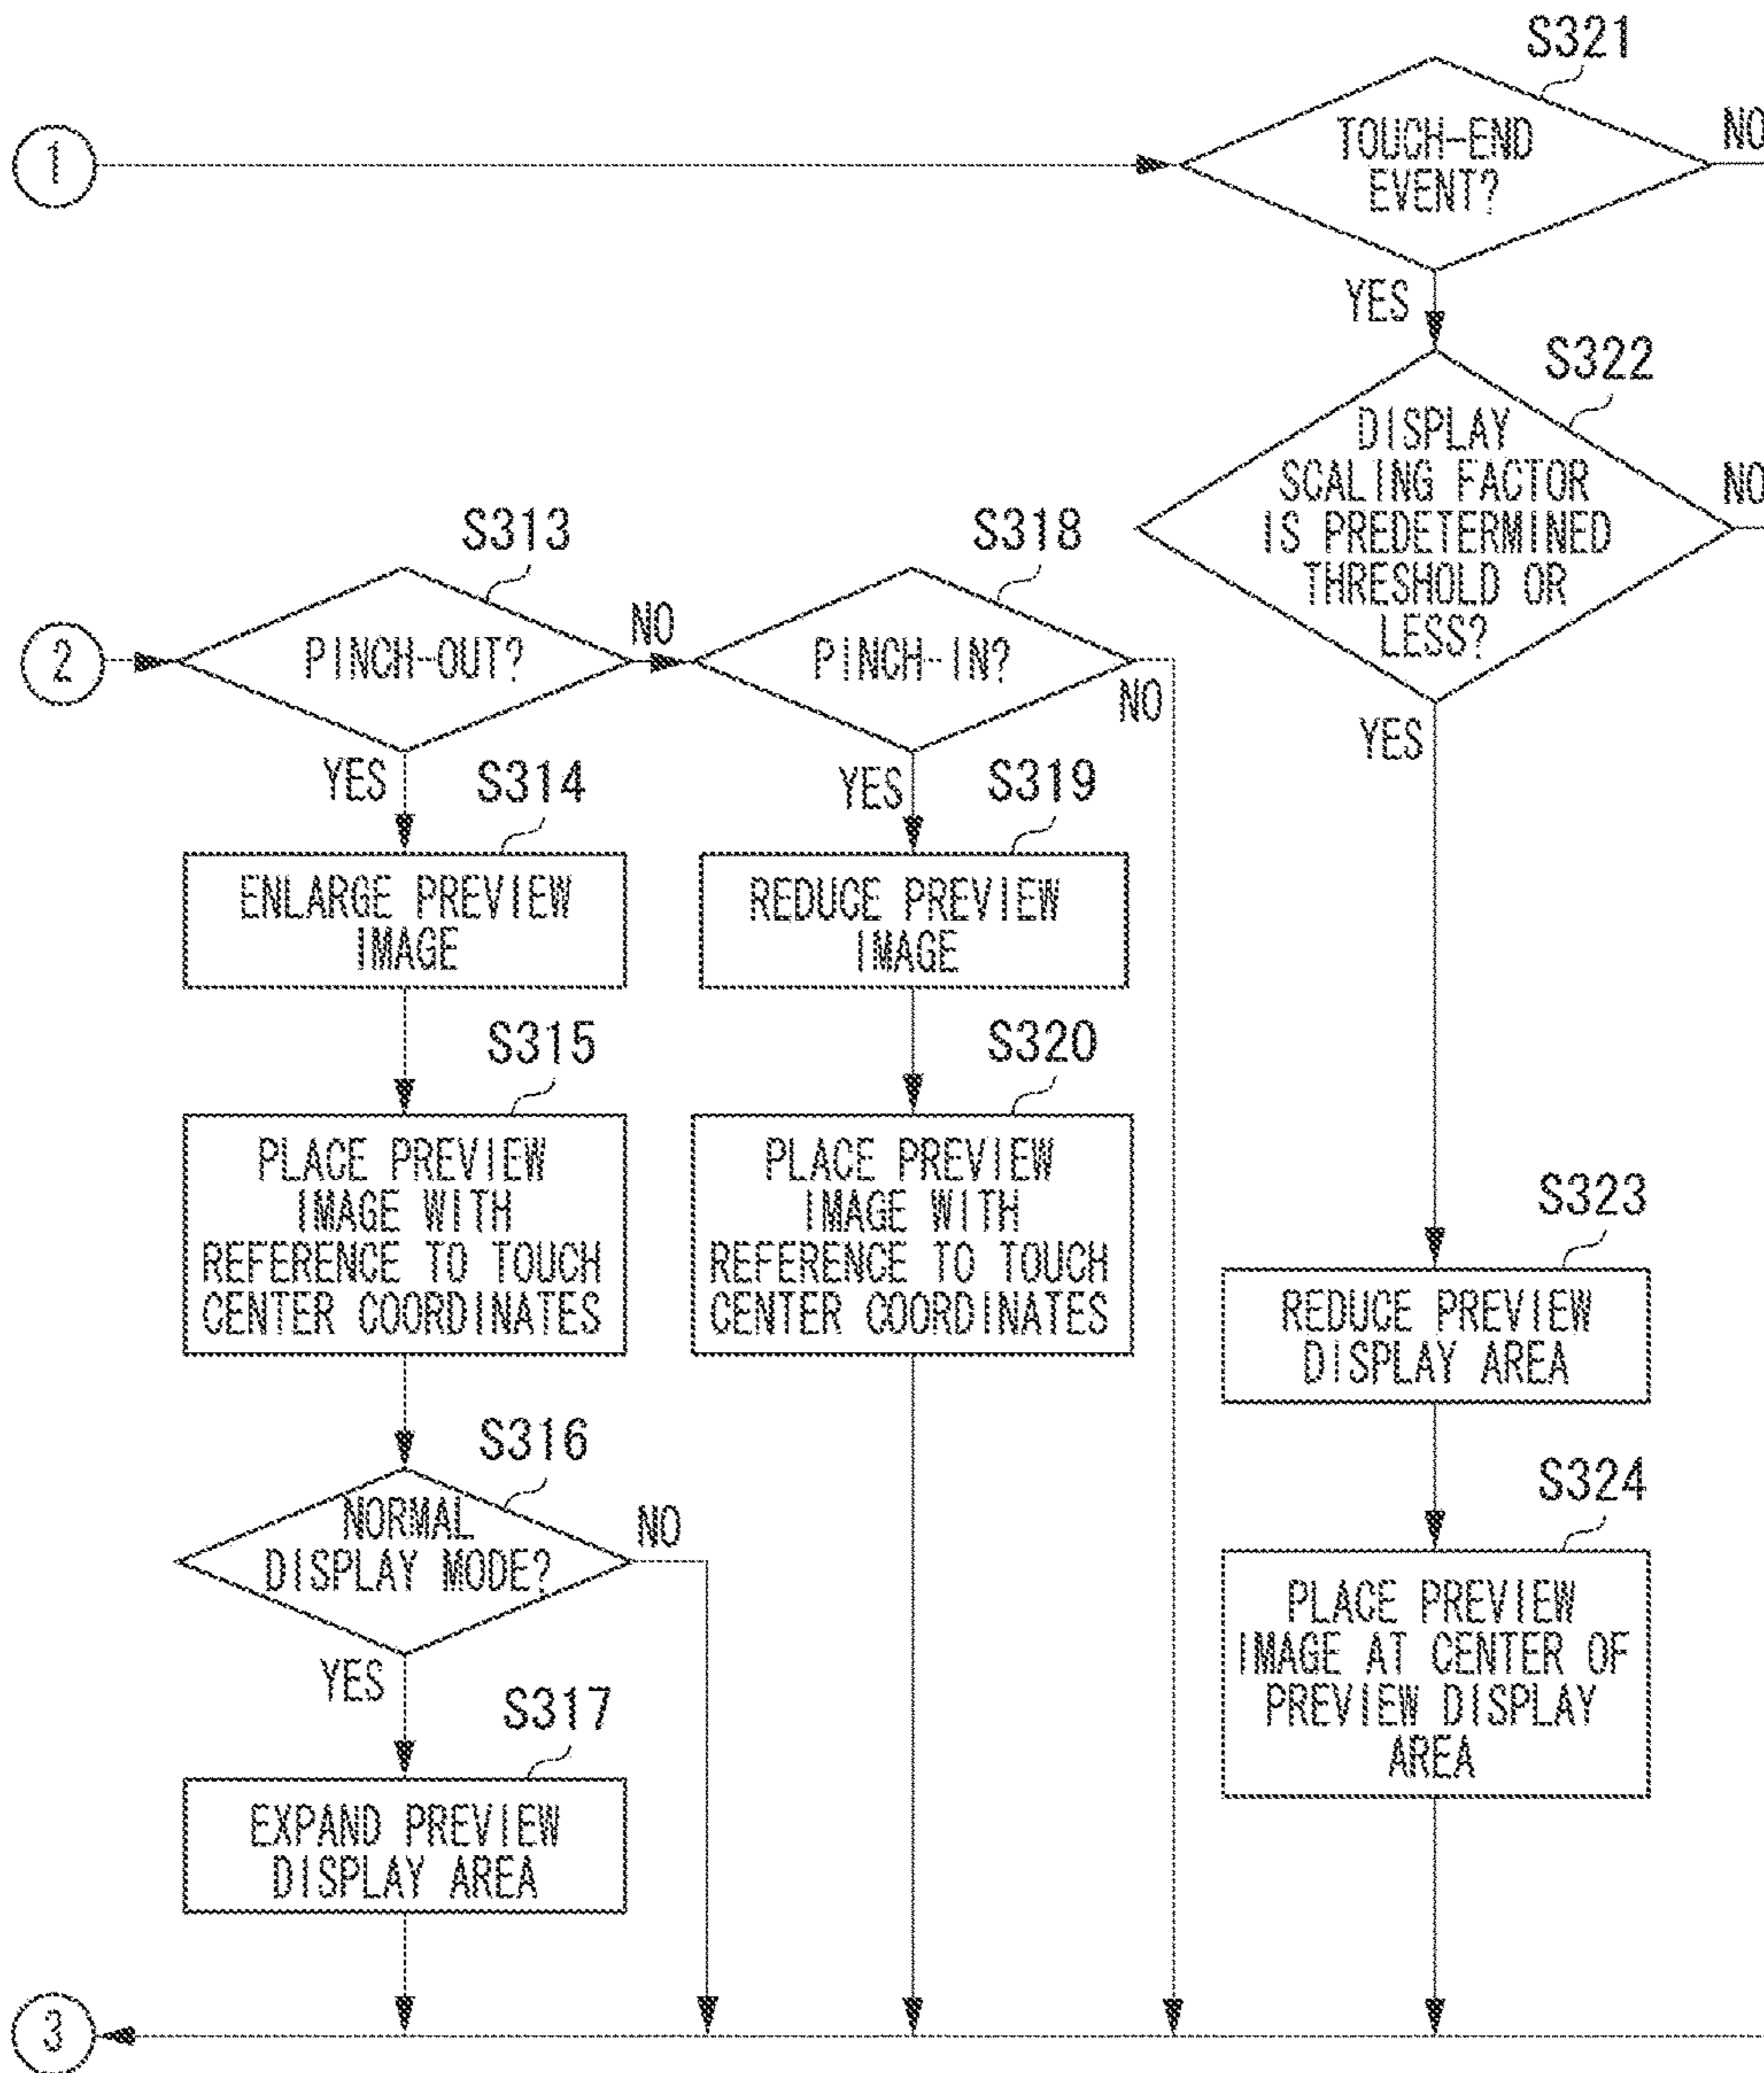 S321
1
TOUCH-END
EVENT?
NO
YES
S322
DISPLAY
SCALING FACTOR
IS PREDETERMINED
THRESHOLD OR
LESS?
NO
YES
S313
S318
2
PINCH-OUT?
NO
PINCH-IN?
NO
YES
S314
YES
S319
ENLARGE PREVIEW
IMAGE
REDUCE PREVIEW
IMAGE
S315
S320
PLACE PREVIEW
IMAGE WITH
REFERENCE TO TOUCH
CENTER COORDINATES
PLACE PREVIEW
IMAGE WITH
REFERENCE TO TOUCH
CENTER COORDINATES
S323
REDUCE PREVIEW
DISPLAY AREA
S316
NORMAL
DISPLAY MODE?
NO
YES
S324
PLACE PREVIEW
IMAGE AT CENTER OF
PREVIEW DISPLAY
AREA
S317
EXPAND PREVIEW
DISPLAY AREA
3